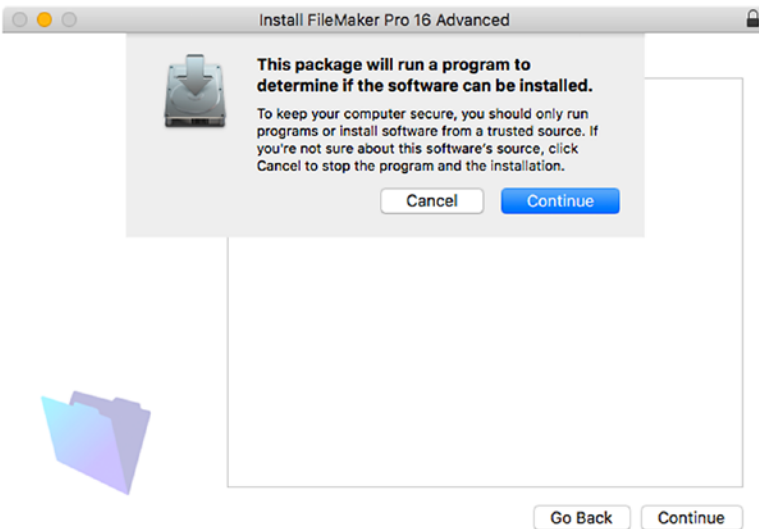 Install FileMaker Pro 16 Advanced
This package will run a program to
determine if the software can be installed.
To keep your computer secure, you should only run
programs or install software from a trusted source. If
you're not sure about this software's source, click
Cancel to stop the program and the installation.
Cancel Continue
Go Back Continue